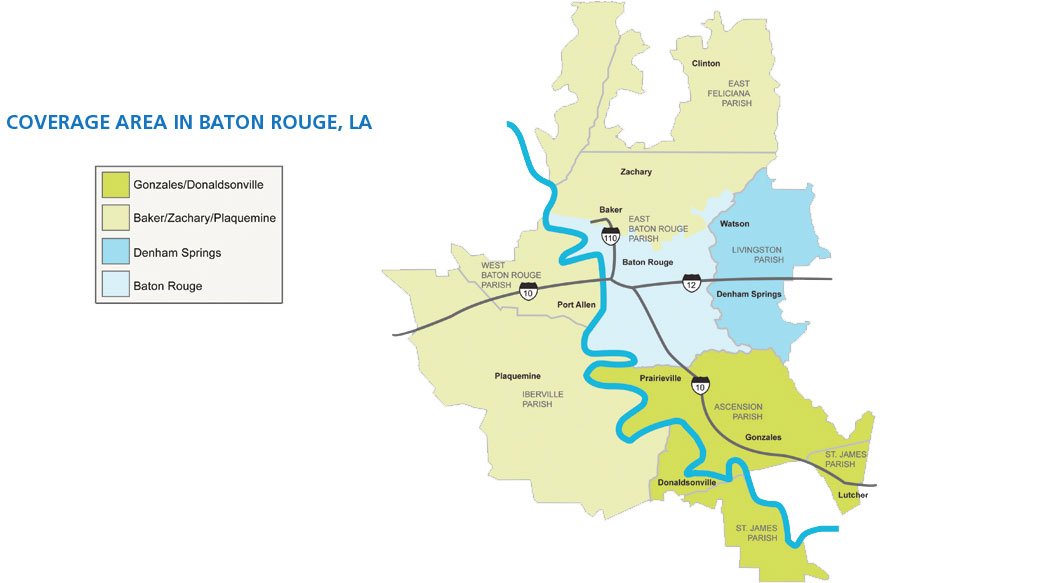 COVERAGE AREA IN BATON ROUGE, LA
Gonzales/Donaldsonville
Baker/Zachary/Plaquemine
Denham Springs
Baton Rouge
Clinton
EAST
FELICIANA
PARISH
Zachary
Baker
EAST
BATON ROUGE
PARISH
110
Watson
LIVINGSTON
PARISH
Baton Rouge
WEST
BATON ROUGE
PARISH
10
12
Denham Springs
Port Allen
Plaquemine
IBERVILLE
PARISH
Prairieville
10
ASCENSION
PARISH
Gonzales
ST. JAMES
PARISH
Donaldsonville
Lutcher
ST. JAMES
PARISH